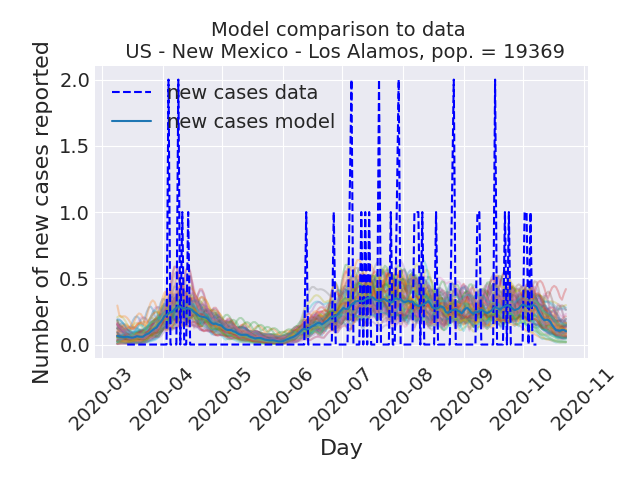 Model comparison to data
US - New Mexico - Los Alamos, pop. = 19369
Number of new cases reported
2.0
1.5
1.0
0.5
0.0
new cases data
new cases model
2020-03
2020-04
2020-05
2020-06
2020-07
2020-08
2020-09
2020-10
2020-11
Day